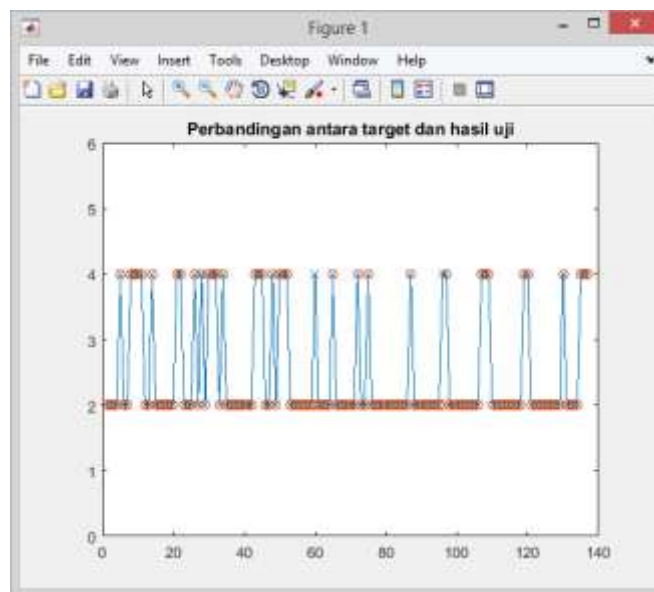 Figure 1
File Edit View Insert Tools Desktop Window Help
Perbandingan antara target dan hasil uji
6
5
4
3
2
1
0
0 20 40 60 80 100 120 140